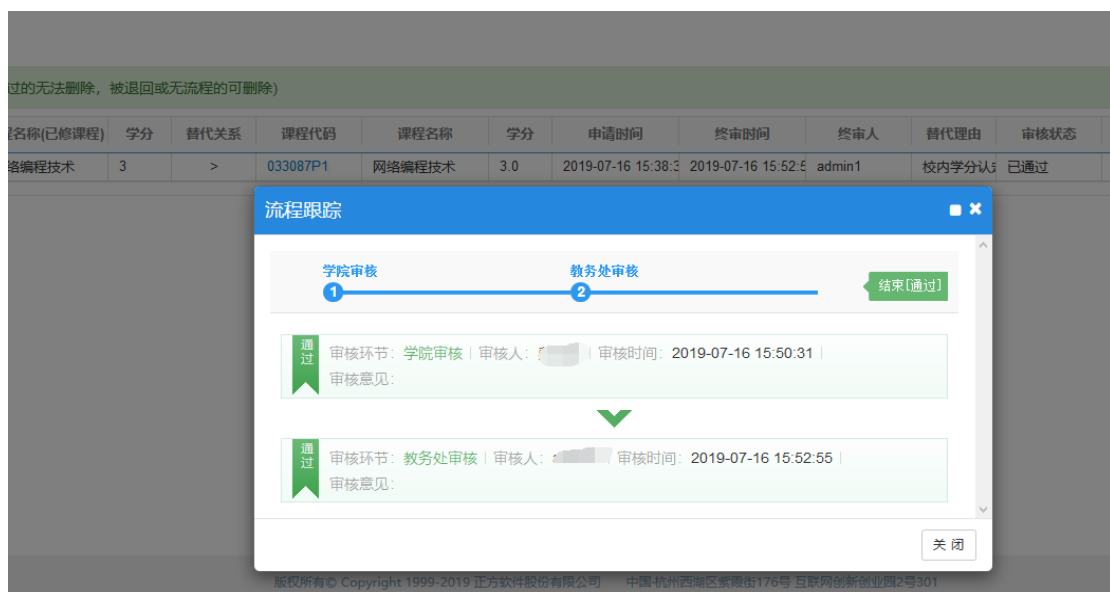 过的无法删除，被退回或无流程的可删除)
程名称(已修课程) 学分 替代关系 课程代码 课程名称 学分 申请时间 终审时间 终审人 替代理由 审核状态
络编程技术 3 > 033087P1 网络编程技术 3.0 2019-07-16 15:38:3 2019-07-16 15:52:5 admin1 校内学分认 已通过
流程跟踪
学院审核 教务处审核
1 2 结束[通过]
通过 审核环节: 学院审核 审核人: 审核时间: 2019-07-16 15:50:31
审核意见:
通过 审核环节: 教务处审核 审核人: 审核时间: 2019-07-16 15:52:55
审核意见:
关 闭
版权所有© Copyright 1999-2019 正方软件股份有限公司 中国·杭州西湖区紫霞街176号 互联网创新创业园2号301